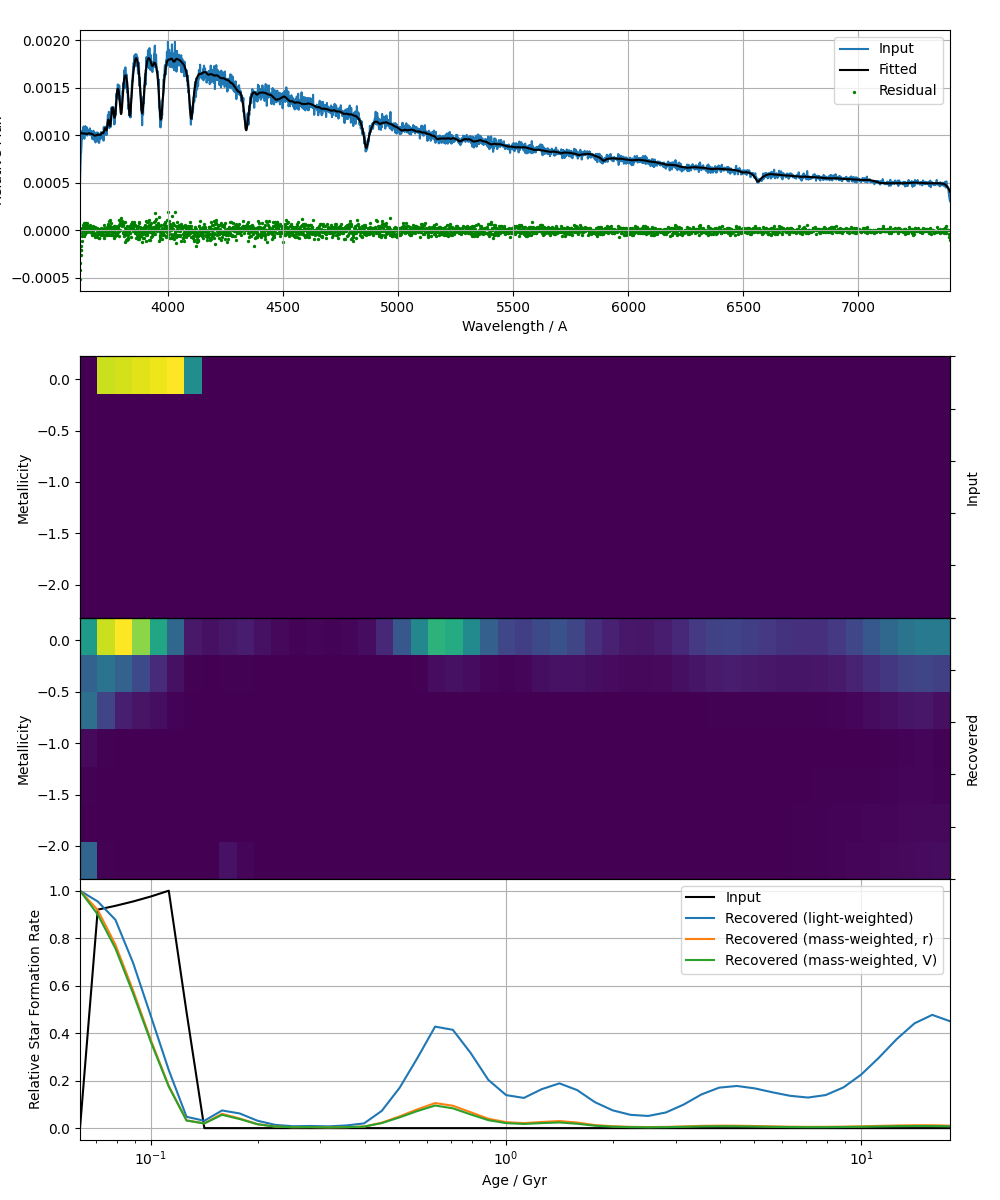 0.0020
0.0015
0.0010
0.0005
0.0000
−0.0005
Input
Fitted
Residual
4000 4500 5000 5500 6000 6500 7000
Wavelength / A
0.0
−0.5
−1.0
−1.5
−2.0
Metallicity
Input
0.0
−0.5
−1.0
−1.5
−2.0
Metallicity
Recovered
1.0
0.8
0.6
0.4
0.2
0.0
Relative Star Formation Rate
Input
Recovered (light-weighted)
Recovered (mass-weighted, r)
Recovered (mass-weighted, V)
10⁻¹ 10⁰ 10¹
Age / Gyr